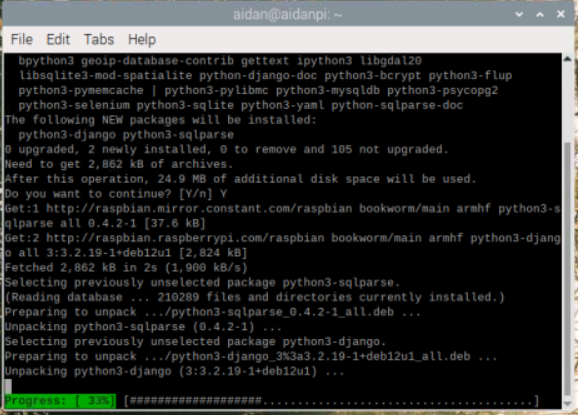 aidan@aidanpi: ~
File Edit Tabs Help
bpython3 geoip-database-contrib gettext ipython3 libgdal20
libsqlite3-mod-spatialite python-django-doc python3-bcrypt python3-flup
python3-pymemcache | python3-pylibmc python3-mysqldb python3-psycopg2
python3-selenium python3-sqlite python3-yaml python-sqlparse-doc
The following NEW packages will be installed:
python3-django python3-sqlparse
0 upgraded, 2 newly installed, 0 to remove and 105 not upgraded.
Need to get 2,862 kB of archives.
After this operation, 24.9 MB of additional disk space will be used.
Do you want to continue? [Y/n] Y
Get:1 http://raspbian.mirror.constant.com/raspbian bookworm/main armhf python3-s
qlparse all 0.4.2-1 [37.6 kB]
Get:2 http://raspbian.raspberrypi.com/raspbian bookworm/main armhf python3-djang
o all 3:3.2.19-1+deb12u1 [2,824 kB]
Fetched 2,862 kB in 2s (1,900 kB/s)
Selecting previously unselected package python3-sqlparse.
(Reading database ... 210289 files and directories currently installed.)
Preparing to unpack .../python3-sqlparse_0.4.2-1_all.deb ...
Unpacking python3-sqlparse (0.4.2-1) ...
Selecting previously unselected package python3-django.
Preparing to unpack .../python3-django_3%3a3.2.19-1+deb12u1_all.deb ...
Unpacking python3-django (3:3.2.19-1+deb12u1) ...
Progress: [ 33%] [####################.........................................]